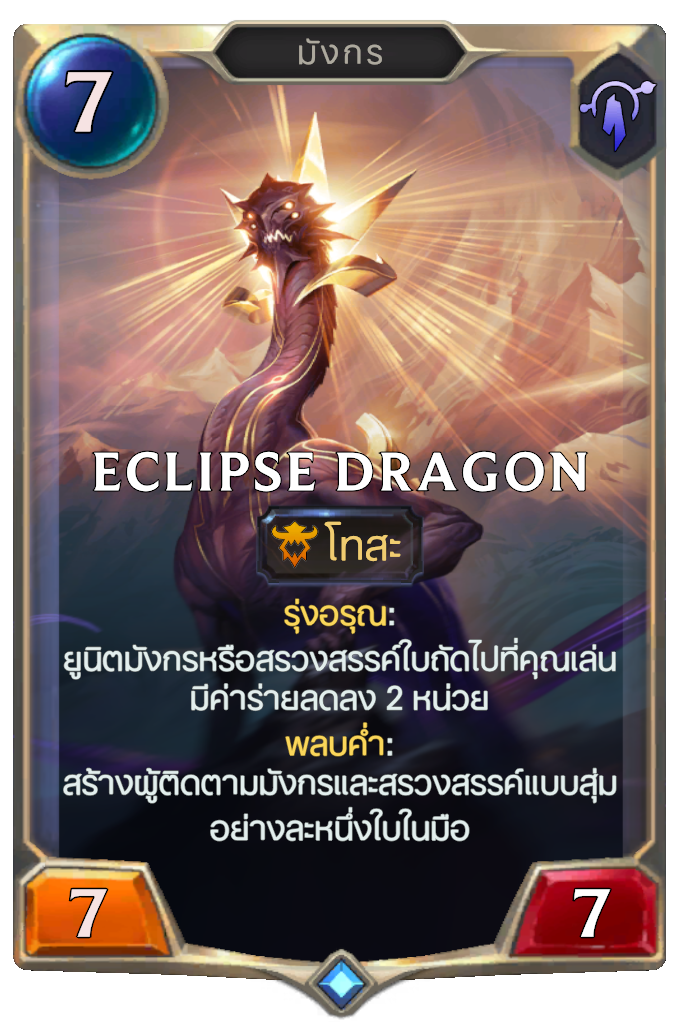 มังกร
7
ECLIPSE DRAGON
โทสะ
รุ่งอรุณ:
ยูนิตมังกรหรือสรวงสรรค์ใบถัดไปที่คุณเล่น
มีค่าร่ายลดลง 2 หน่วย
พลบค่ำ:
สร้างผู้ติดตามมังกรและสรวงสรรค์แบบสุ่ม
อย่างละหนึ่งใบในมือ
7
7